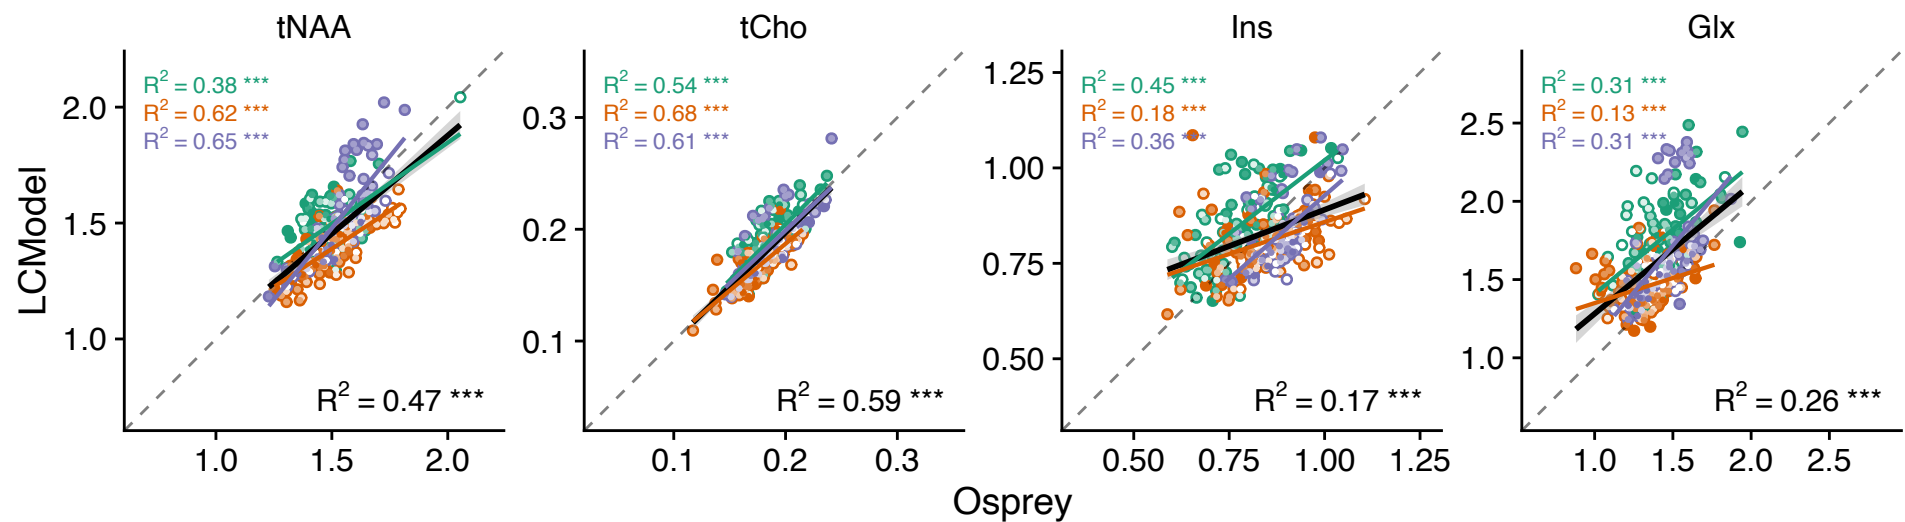 tNAA
tCho
Ins
Glx
R² = 0.38 ***
R² = 0.62 ***
R² = 0.65 ***
R² = 0.47 ***
R² = 0.54 ***
R² = 0.68 ***
R² = 0.61 ***
R² = 0.59 ***
R² = 0.45 ***
R² = 0.18 ***
R² = 0.36 ***
R² = 0.17 ***
R² = 0.31 ***
R² = 0.13 ***
R² = 0.31 ***
R² = 0.26 ***
LCModel
2.0
1.5
1.0
0.3
0.2
0.1
1.25
1.00
0.75
0.50
2.5
2.0
1.5
1.0
1.0 1.5 2.0
0.1 0.2 0.3
0.50 0.75 1.00 1.25
1.0 1.5 2.0 2.5
Osprey